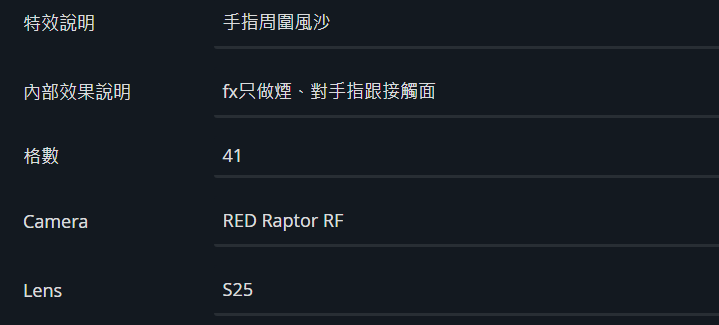 特效說明 手指周圍風沙
內部效果說明 fx只做煙、對手指跟接觸面
格數 41
Camera RED Raptor RF
Lens S25